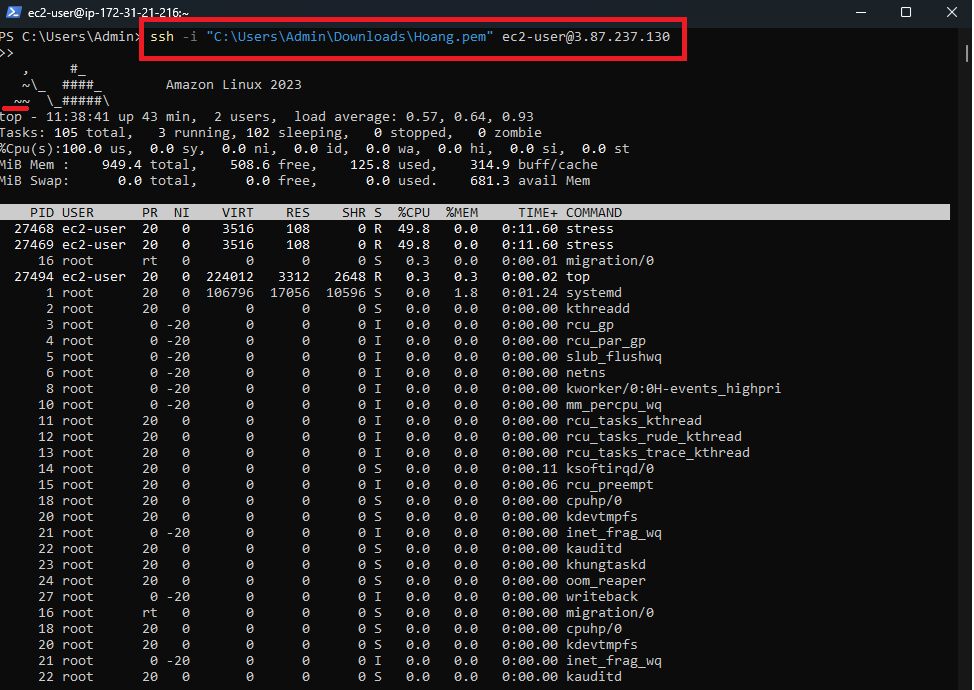 ec2-user@ip-172-31-21-216:~
PS C:\Users\Admin> ssh -i "C:\Users\Admin\Downloads\Hoang.pem" ec2-user@3.87.237.130
>>
   ,     #_
   ~\_  ####_        Amazon Linux 2023
  ~~  \_#####\
top - 11:38:41 up 43 min,  2 users,  load average: 0.57, 0.64, 0.93
Tasks: 105 total,   3 running, 102 sleeping,   0 stopped,   0 zombie
%Cpu(s):100.0 us,  0.0 sy,  0.0 ni,  0.0 id,  0.0 wa,  0.0 hi,  0.0 si,  0.0 st
MiB Mem :    949.4 total,    508.6 free,    125.8 used,    314.9 buff/cache
MiB Swap:      0.0 total,      0.0 free,      0.0 used.    681.3 avail Mem
    PID USER      PR  NI    VIRT    RES    SHR S  %CPU  %MEM     TIME+ COMMAND
  27468 ec2-user  20   0    3516    108      0 R  49.8   0.0   0:11.60 stress
  27469 ec2-user  20   0    3516    108      0 R  49.8   0.0   0:11.60 stress
     16 root      rt   0       0      0      0 S   0.3   0.0   0:00.01 migration/0
  27494 ec2-user  20   0  224012   3312   2648 R   0.3   0.3   0:00.02 top
      1 root      20   0  106796  17056  10596 S   0.0   1.8   0:01.24 systemd
      2 root      20   0       0      0      0 S   0.0   0.0   0:00.00 kthreadd
      3 root       0 -20       0      0      0 I   0.0   0.0   0:00.00 rcu_gp
      4 root       0 -20       0      0      0 I   0.0   0.0   0:00.00 rcu_par_gp
      5 root       0 -20       0      0      0 I   0.0   0.0   0:00.00 slub_flushwq
      6 root       0 -20       0      0      0 I   0.0   0.0   0:00.00 netns
      8 root       0 -20       0      0      0 I   0.0   0.0   0:00.00 kworker/0:0H-events_highpri
     10 root       0 -20       0      0      0 I   0.0   0.0   0:00.00 mm_percpu_wq
     11 root      20   0       0      0      0 I   0.0   0.0   0:00.00 rcu_tasks_kthread
     12 root      20   0       0      0      0 I   0.0   0.0   0:00.00 rcu_tasks_rude_kthread
     13 root      20   0       0      0      0 I   0.0   0.0   0:00.00 rcu_tasks_trace_kthread
     14 root      20   0       0      0      0 S   0.0   0.0   0:00.11 ksoftirqd/0
     15 root      20   0       0      0      0 I   0.0   0.0   0:00.06 rcu_preempt
     18 root      20   0       0      0      0 S   0.0   0.0   0:00.00 cpuhp/0
     20 root      20   0       0      0      0 S   0.0   0.0   0:00.00 kdevtmpfs
     21 root       0 -20       0      0      0 I   0.0   0.0   0:00.00 inet_frag_wq
     22 root      20   0       0      0      0 S   0.0   0.0   0:00.00 kauditd
     23 root      20   0       0      0      0 S   0.0   0.0   0:00.00 khungtaskd
     24 root      20   0       0      0      0 S   0.0   0.0   0:00.00 oom_reaper
     27 root       0 -20       0      0      0 I   0.0   0.0   0:00.00 writeback
     16 root      rt   0       0      0      0 S   0.0   0.0   0:00.00 migration/0
     18 root      20   0       0      0      0 S   0.0   0.0   0:00.00 cpuhp/0
     20 root      20   0       0      0      0 S   0.0   0.0   0:00.00 kdevtmpfs
     21 root       0 -20       0      0      0 I   0.0   0.0   0:00.00 inet_frag_wq
     22 root      20   0       0      0      0 S   0.0   0.0   0:00.00 kauditd